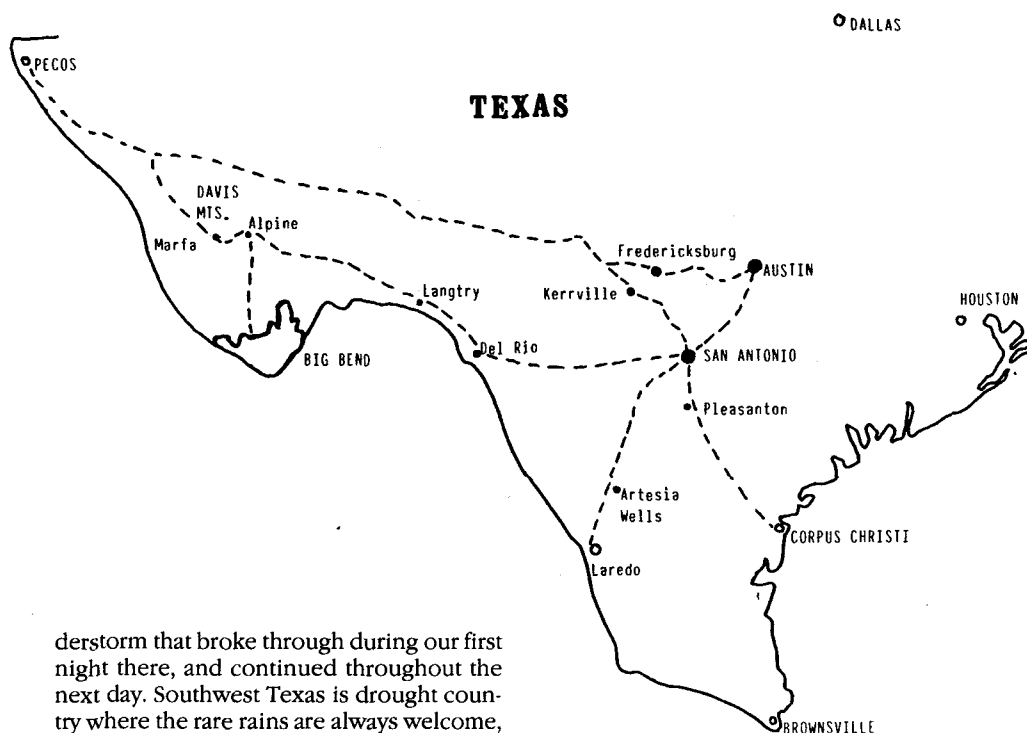 DALLAS
PECOS
TEXAS
DAVIS
MTS.
Alpine
Marfa
Fredericksburg
AUSTIN
Langtry
Kerrville
HOUSTON
Del Rio
SAN ANTONIO
BIG BEND
Pleasanton
Artesia
Wells
CORPUS CHRISTI
Laredo
derstorm that broke through during our first
night there, and continued throughout the
next day. Southwest Texas is drought coun-
try where the rare rains are always welcome,
BROWNSVILLE